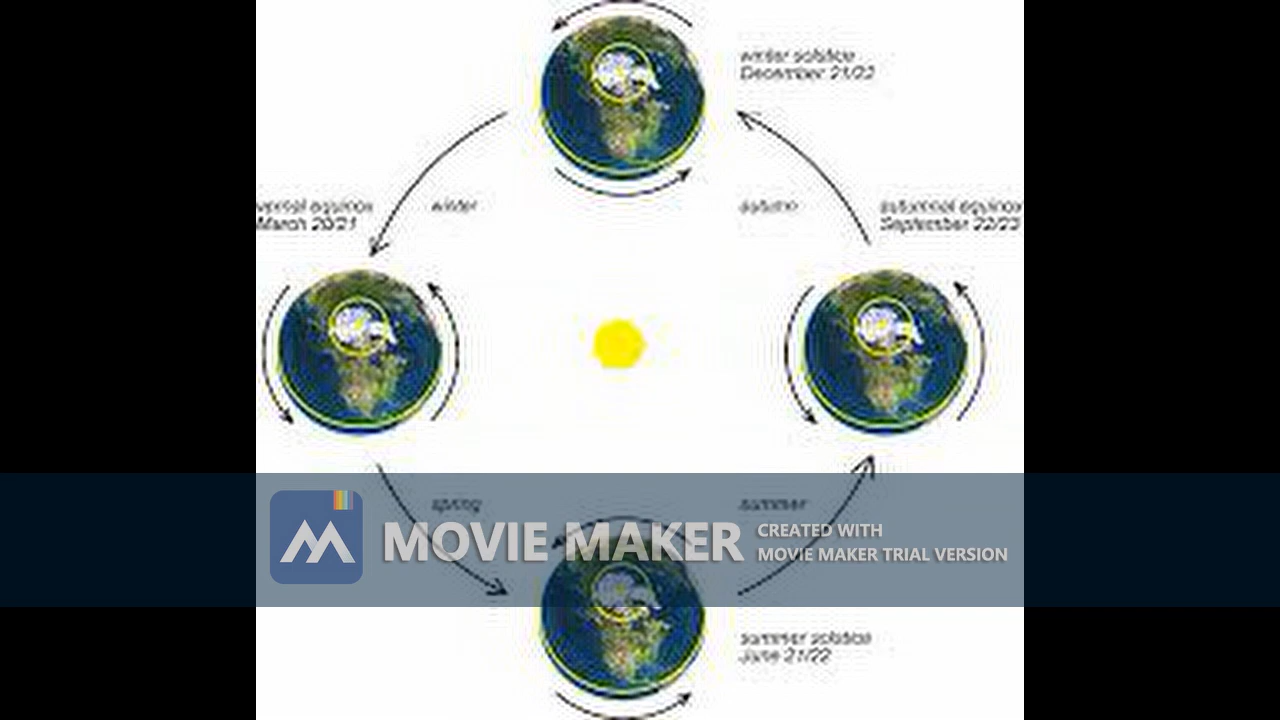 winter solstice
December 21/22
vernal equinox
March 20/21
winter
autumn
autumnal equinox
September 22/23
spring
summer
MOVIE MAKER
CREATED WITH
MOVIE MAKER TRIAL VERSION
summer solstice
June 21/22